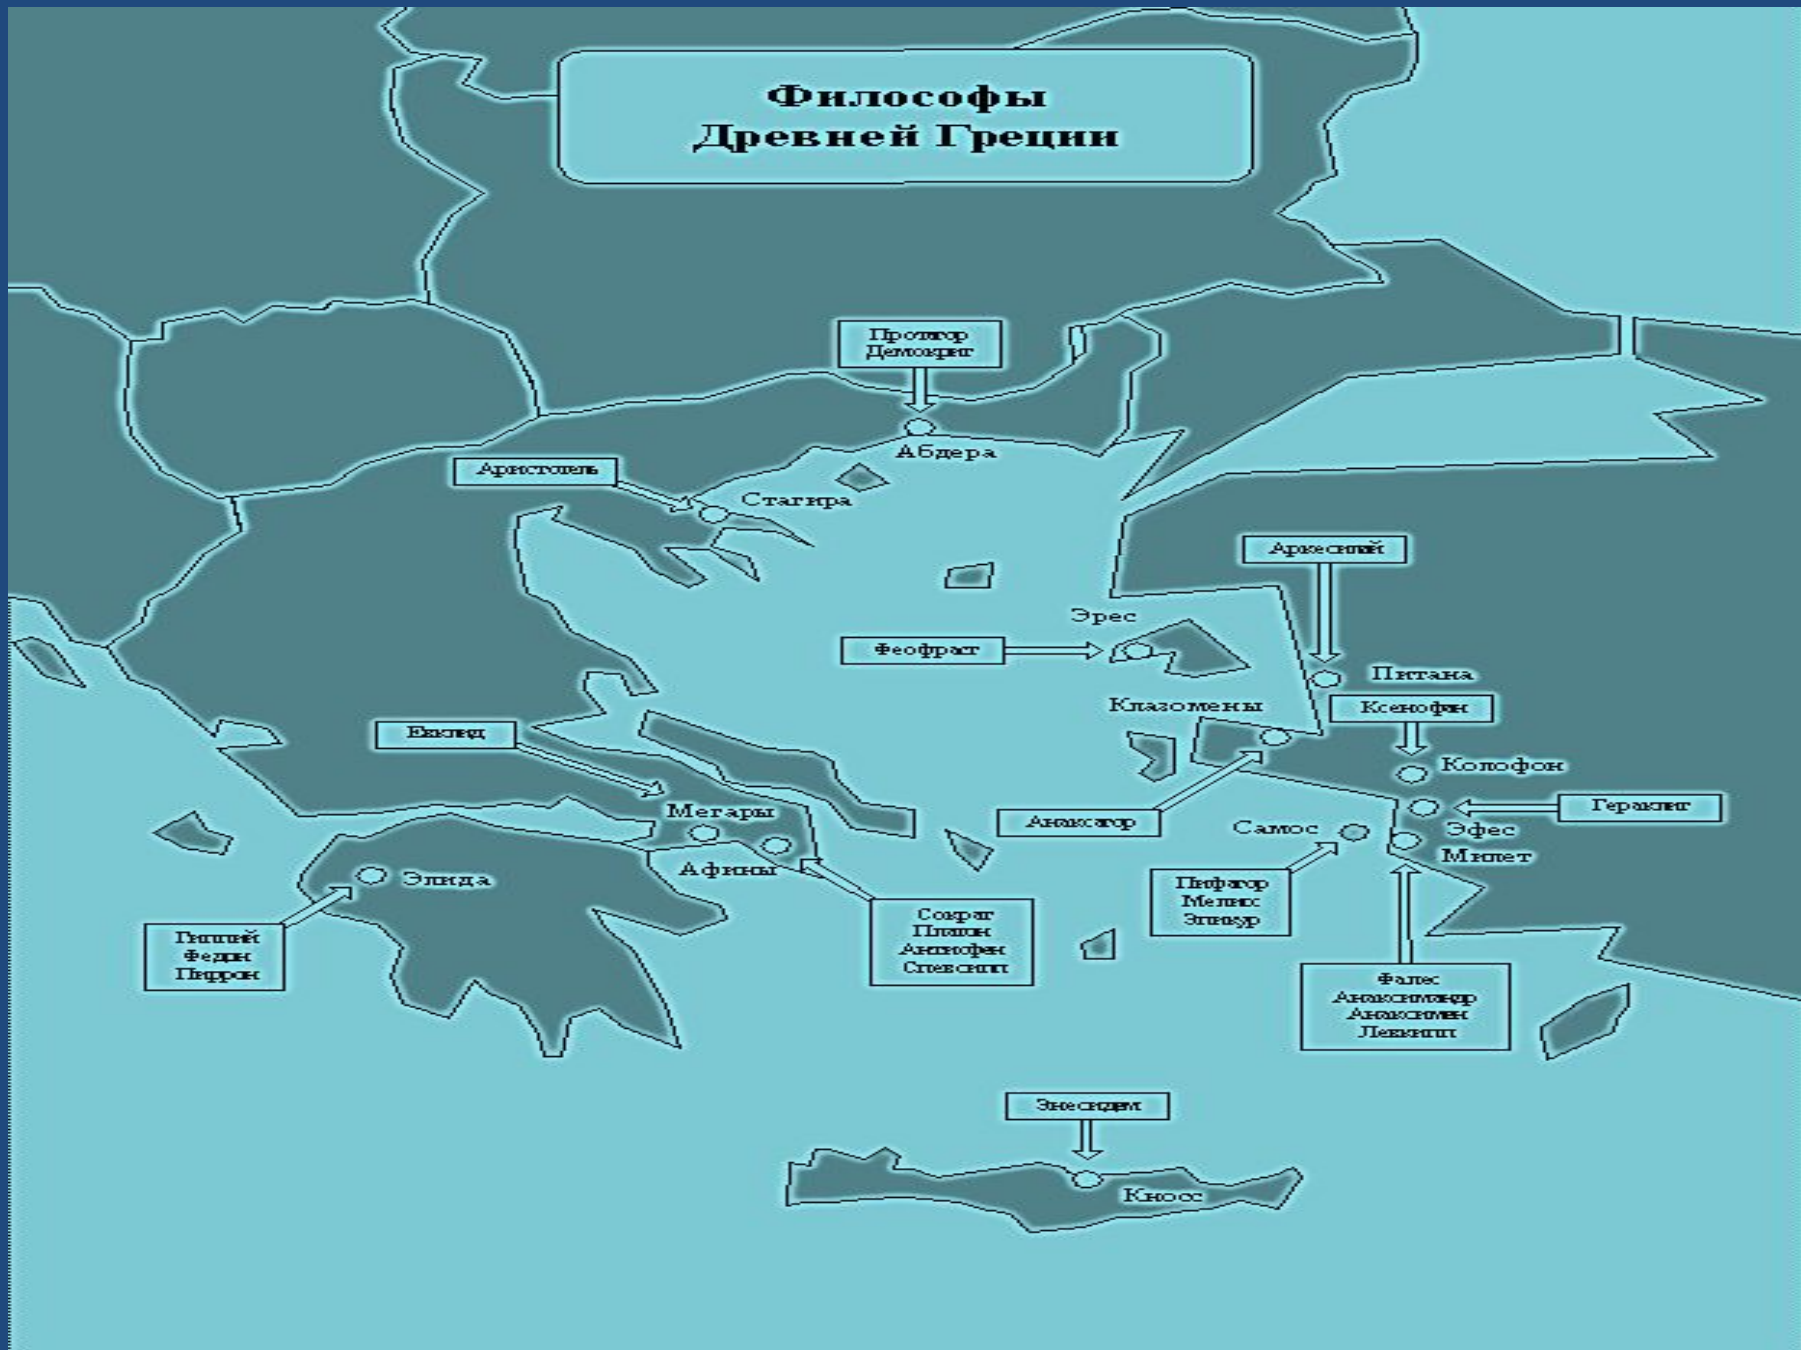 Философы
Древней Греции
Протагор
Демокрит
Абдера
Аристотель
Стагира
Аркесилай
Эрес
Феофраст
Питана
Клазомены
Ксенофан
Евклид
Колофон
Мегары
Анаксагор
Гераклит
Самос
Эфес
Милет
Афины
Элида
Пифагор
Мелисс
Эпикур
Сократ
Платон
Антисфен
Спевсипп
Гиппий
Федон
Пиррон
Фалес
Анаксимандр
Анаксимен
Левкипп
Энесидем
Кносс